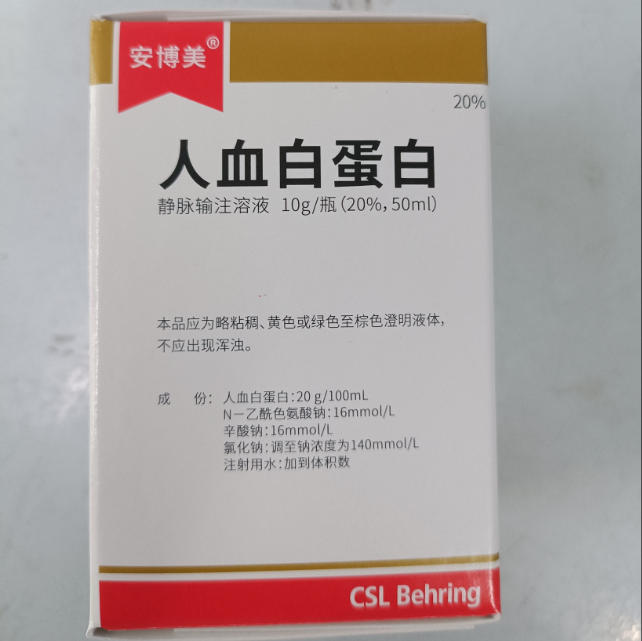 安博美®
20%
人血白蛋白
静脉输注溶液 10g/瓶(20%,50ml)
本品应为略粘稠、黄色或绿色至棕色澄明液体,
不应出现浑浊。
成 份: 人血白蛋白:20 g/100mL
N－乙酰色氨酸钠:16mmol/L
辛酸钠:16mmol/L
氯化钠:调至钠浓度为140mmol/L
注射用水:加到体积数
CSL Behring